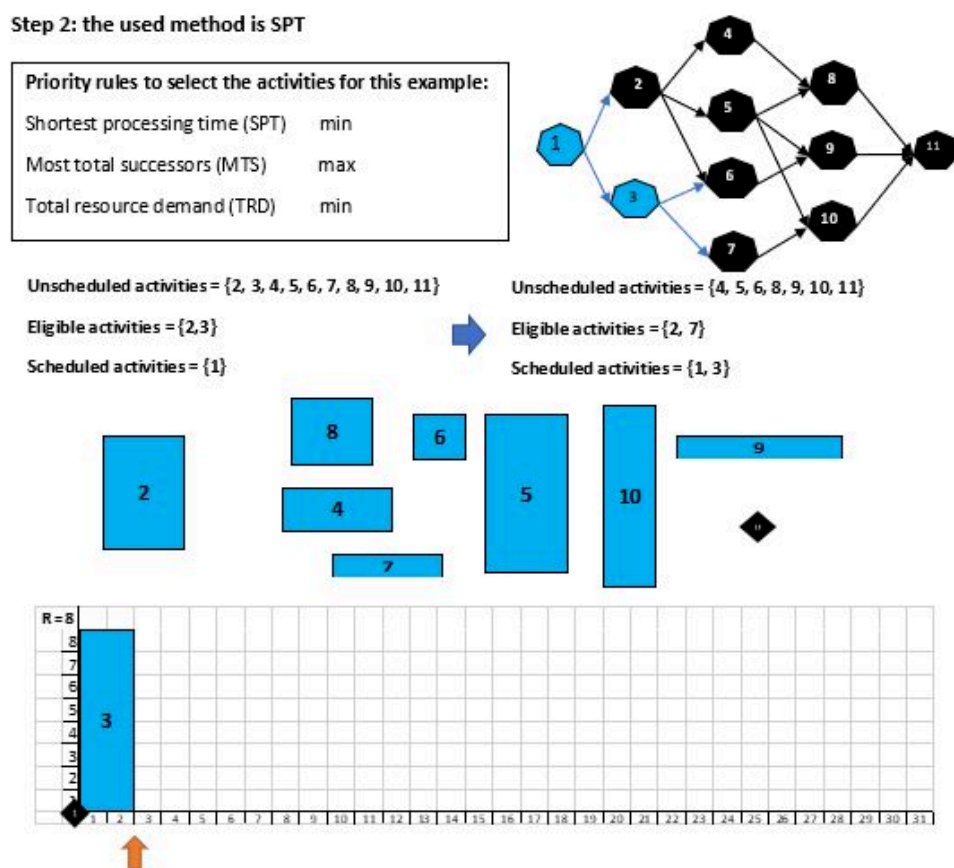 Step 2: the used method is SPT
Priority rules to select the activities for this example:
Shortest processing time (SPT) min
Most total successors (MTS) max
Total resource demand (TRD) min
4
2
8
5
1
9
11
6
3
10
7
Unscheduled activities = {2, 3, 4, 5, 6, 7, 8, 9, 10, 11}
Eligible activities = {2,3}
Scheduled activities = {1}
Unscheduled activities = {4, 5, 6, 8, 9, 10, 11}
Eligible activities = {2, 7}
Scheduled activities = {1, 3}
8
6
9
2
5
10
4
7
R = 8
8
7
6
5
4
3
2
3
1
1 2 3 4 5 6 7 8 9 10 11 12 13 14 15 16 17 18 19 20 21 22 23 24 25 26 27 28 29 30 31